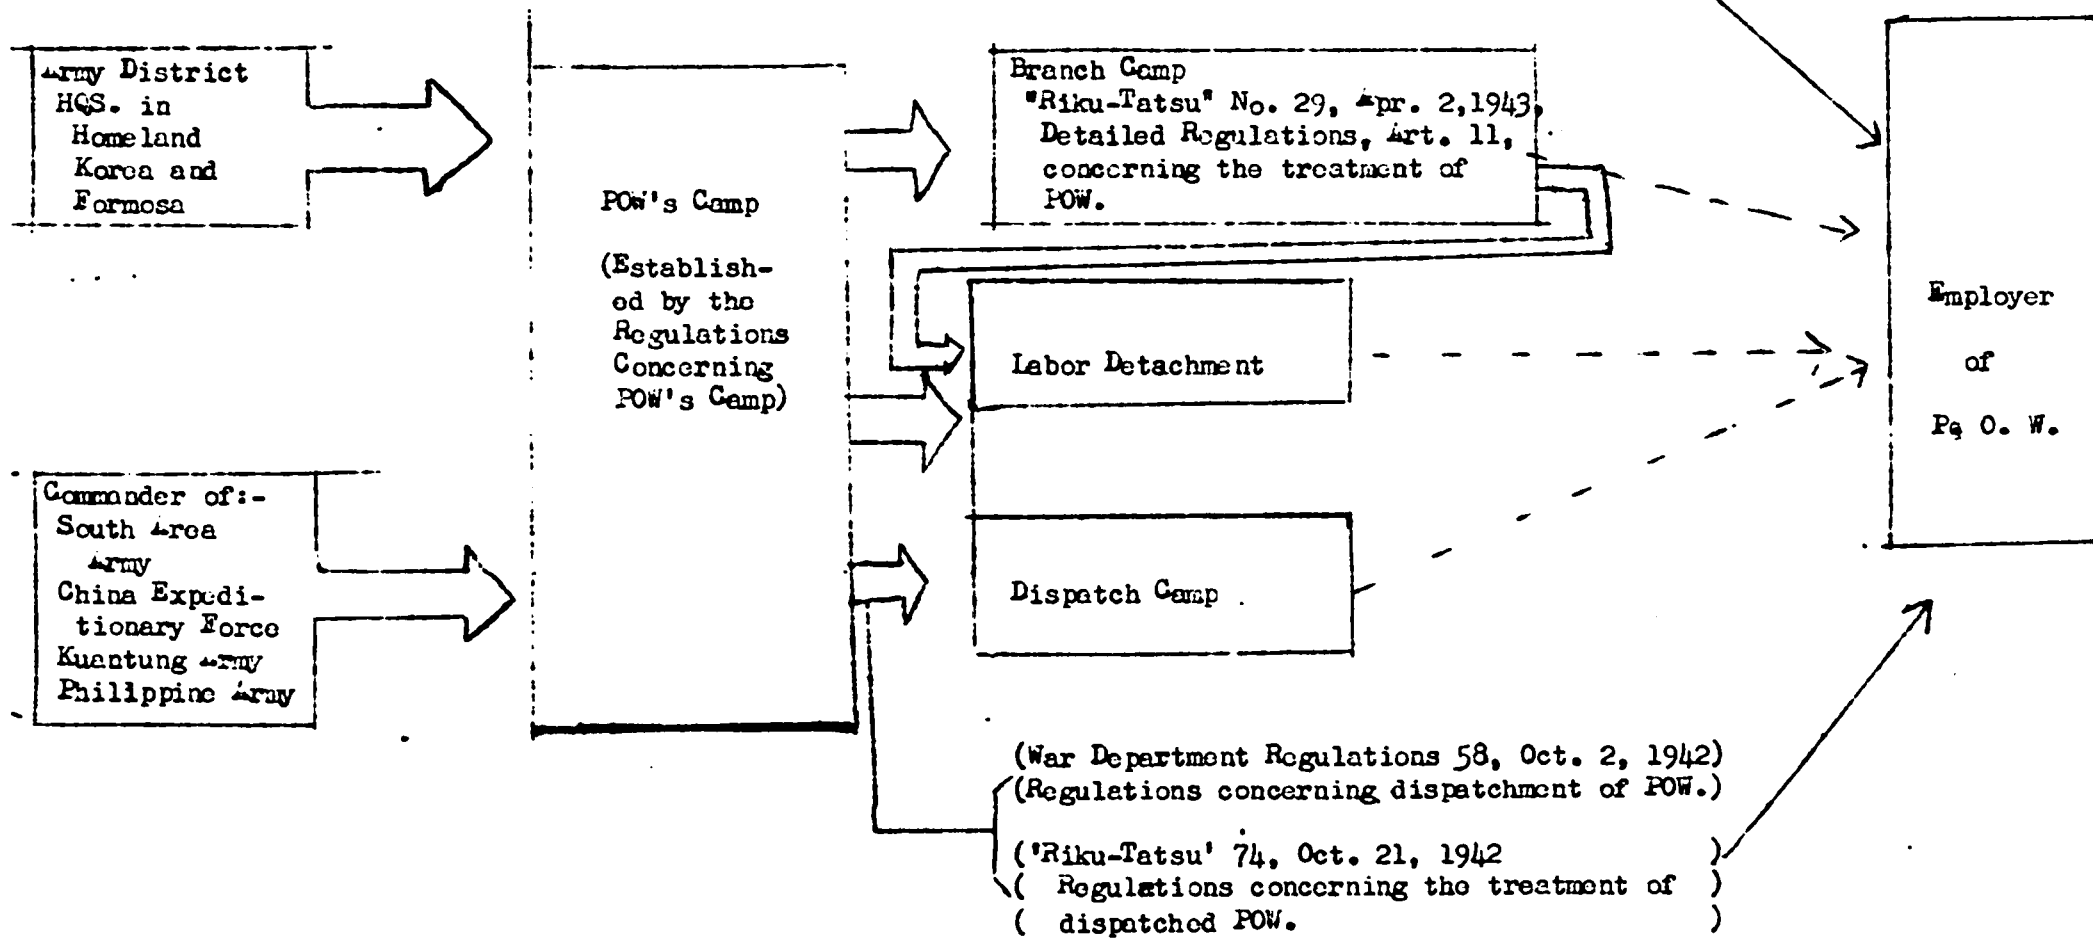 Army District
HQS. in
Homeland
Korea and
Formosa
Commander of:-
South Area
Army
China Expedi-
tionary Force
Kuantung Army
Philippine Army
POW's Camp
(Establish-
ed by the
Regulations
Concerning
POW's Camp)
Branch Camp
"Riku-Tatsu" No. 29, Apr. 2,1943,
Detailed Regulations, Art. 11,
concerning the treatment of
POW.
Labor Detachment
Dispatch Camp
(War Department Regulations 58, Oct. 2, 1942)
(Regulations concerning dispatchment of POW.)
('Riku-Tatsu' 74, Oct. 21, 1942 )
( Regulations concerning the treatment of )
( dispatched POW. )
Employer
of
P. O. W.